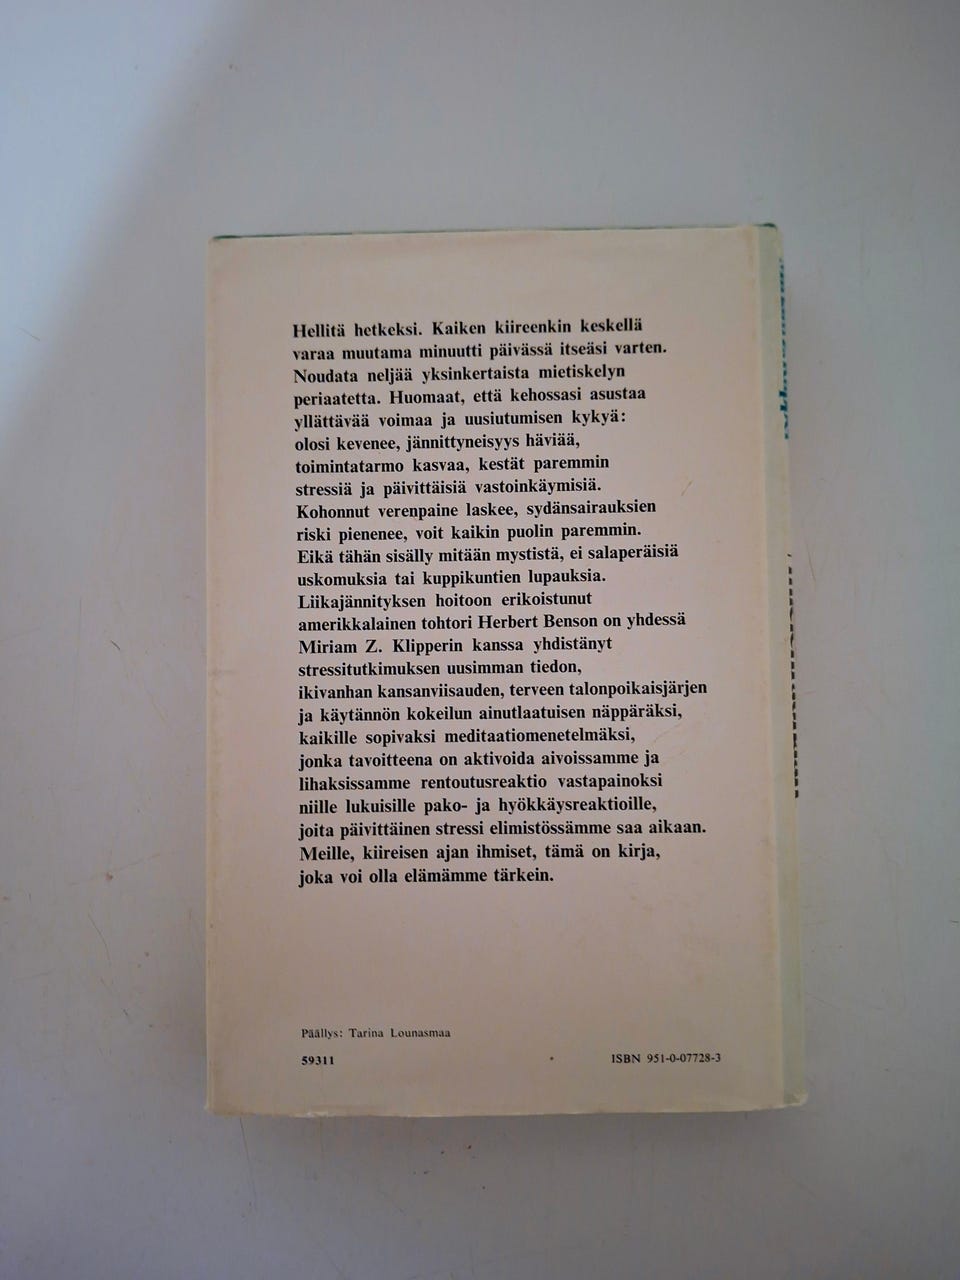 Hellitä hetkeksi. Kaiken kiireenkin keskellä
varaa muutama minuutti päivässä itseäsi varten.
Noudata neljää yksinkertaista mietiskelyn
periaatetta. Huomaat, että kehossasi asustaa
yllättävää voimaa ja uusiutumisen kykyä:
olosi kevenee, jännittyneisyys häviää,
toimintatarmo kasvaa, kestät paremmin
stressiä ja päivittäisiä vastoinkäymisiä.
Kohonnut verenpaine laskee, sydänsairauksien
riski pienenee, voit kaikin puolin paremmin.
Eikä tähän sisälly mitään mystistä, ei salaperäisiä
uskomuksia tai kuppikuntien lupauksia.
Liikajännityksen hoitoon erikoistunut
amerikkalainen tohtori Herbert Benson on yhdessä
Miriam Z. Klipperin kanssa yhdistänyt
stressitutkimuksen uusimman tiedon,
ikivanhan kansanviisauden, terveen talonpoikaisjärjen
ja käytännön kokeilun ainutlaatuisen näppäräksi,
kaikille sopivaksi meditaatiomenetelmäksi,
jonka tavoitteena on aktivoida aivoissamme ja
lihaksissamme rentoutusreaktio vastapainoksi
niille lukuisille pako- ja hyökkäysreaktioille,
joita päivittäinen stressi elimistössämme saa aikaan.
Meille, kiireisen ajan ihmiset, tämä on kirja,
joka voi olla elämämme tärkein.
Päällys: Tarina Lounasmaa
59311
ISBN 951-0-07728-3